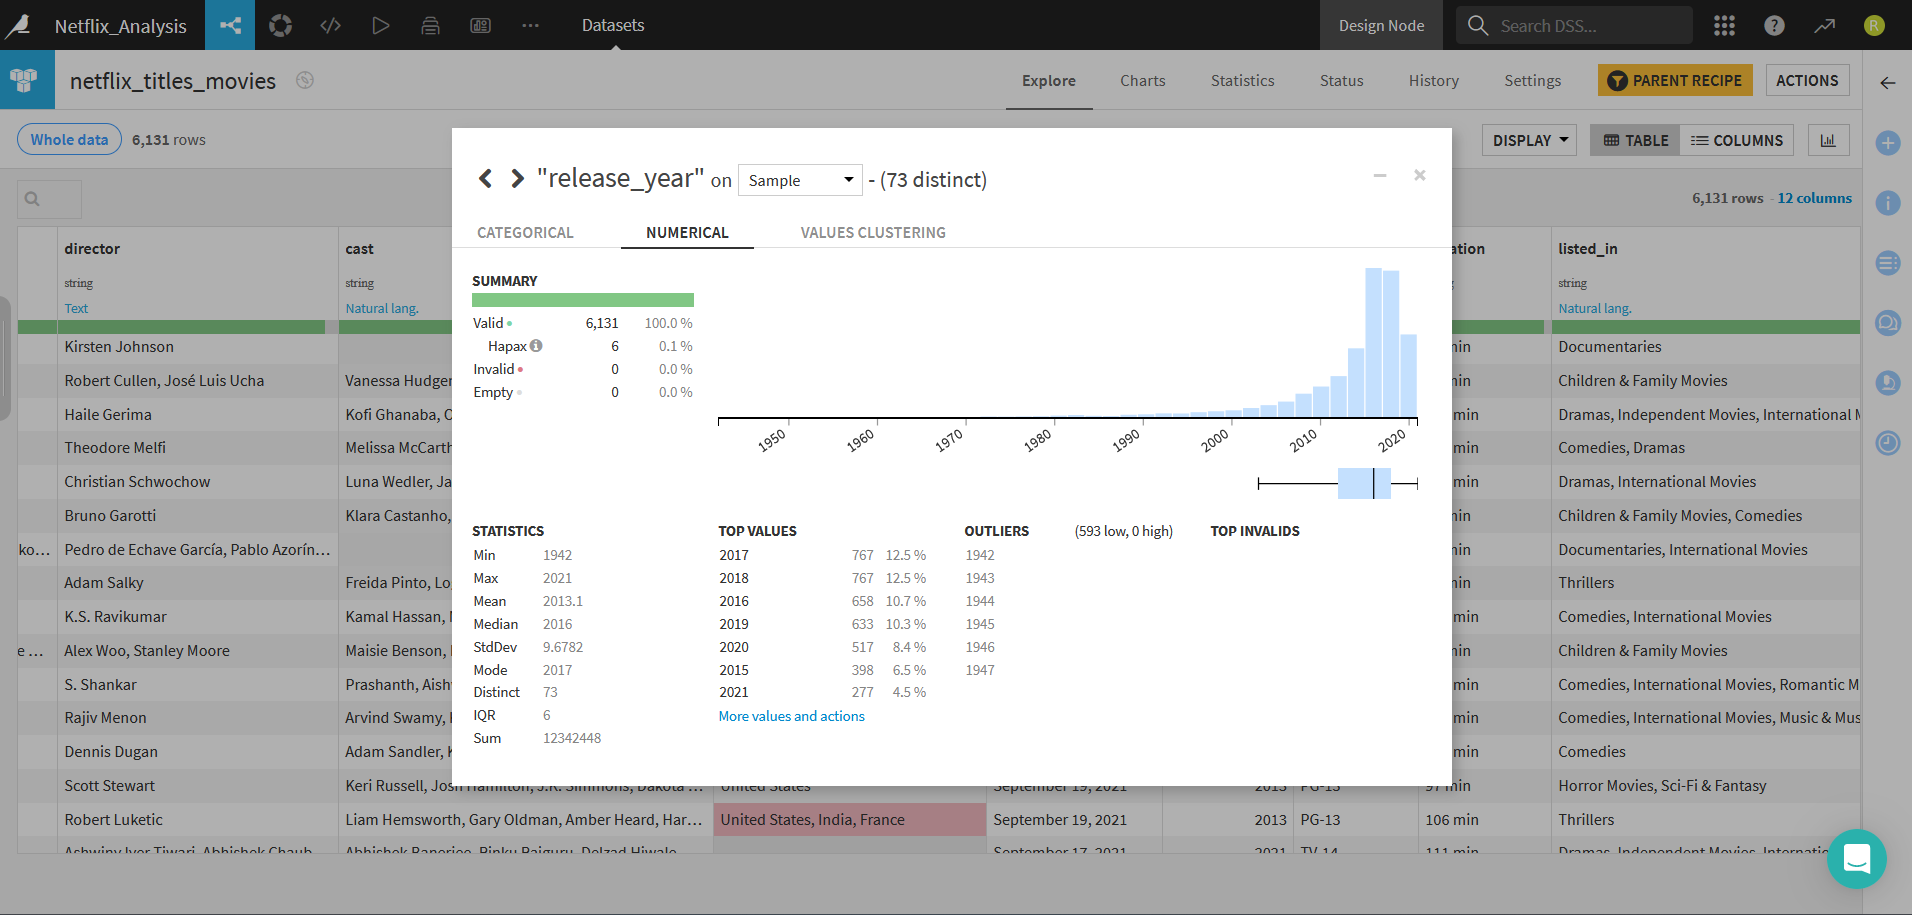 Netflix_Analysis
Datasets
Design Node
Search DSS...
R
netflix_titles_movies
Explore
Charts
Statistics
Status
History
Settings
PARENT RECIPE
ACTIONS
Whole data 6,131 rows
DISPLAY
TABLE
COLUMNS
"release_year" on Sample - (73 distinct)
6,131 rows - 12 columns
CATEGORICAL
NUMERICAL
VALUES CLUSTERING
SUMMARY
Valid 6,131 100.0 %
Hapax 6 0.1 %
Invalid 0 0.0 %
Empty 0 0.0 %
1950 1960 1970 1980 1990 2000 2010 2020
STATISTICS
Min 1942
Max 2021
Mean 2013.1
Median 2016
StdDev 9.6782
Mode 2017
Distinct 73
IQR 6
Sum 12342448
TOP VALUES
2017 767 12.5 %
2018 767 12.5 %
2016 658 10.7 %
2019 633 10.3 %
2020 517 8.4 %
2015 398 6.5 %
2021 277 4.5 %
More values and actions
OUTLIERS (593 low, 0 high)
1942
1943
1944
1945
1946
1947
TOP INVALIDS
director cast ation listed_in
string string string
Text Natural lang. Natural lang.
Kirsten Johnson min Documentaries
Robert Cullen, José Luis Ucha Vanessa Hudger min Children & Family Movies
Haile Gerima Kofi Ghanaba, O min Dramas, Independent Movies, International M
Theodore Melfi Melissa McCarth min Comedies, Dramas
Christian Schwochow Luna Wedler, Ja min Dramas, International Movies
Bruno Garotti Klara Castanho, min Children & Family Movies, Comedies
ko... Pedro de Echave García, Pablo Azorín... min Documentaries, International Movies
Adam Salky Freida Pinto, Lo min Thrillers
K.S. Ravikumar Kamal Hassan, M min Comedies, International Movies
e ... Alex Woo, Stanley Moore Maisie Benson, min Children & Family Movies
S. Shankar Prashanth, Aish min Comedies, International Movies, Romantic M
Rajiv Menon Arvind Swamy, min Comedies, International Movies, Music & Mus
Dennis Dugan Adam Sandler, K min Comedies
Scott Stewart Keri Russell, Josh Hamilton, J.K. Simmons, Dakota ... United States September 19, 2021 2013 PG-13 97 min Horror Movies, Sci-Fi & Fantasy
Robert Luketic Liam Hemsworth, Gary Oldman, Amber Heard, Har... United States, India, France September 19, 2021 2013 PG-13 106 min Thrillers
Ashwiny Iyer Tiwari, Abhishek Chaub Abhishek Banerjee, Rinku Rajguru, Delzad Hiwale September 17, 2021 2021 TV-14 111 min Dramas, Independent Movies, Internatio